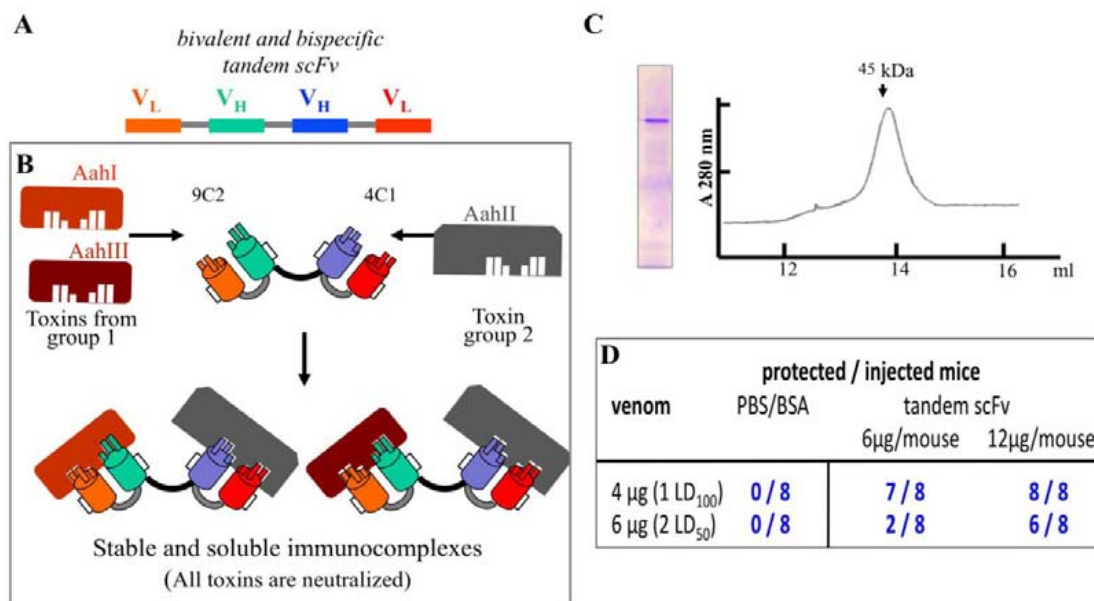 A
bivalent and bispecific
tandem scFv
VL VH VH VL
B
AahI
AahIII
Toxins from
group 1
9C2
4C1
AahII
Toxin
group 2
Stable and soluble immunocomplexes
(All toxins are neutralized)
C
45 kDa
A 280 nm
12 14 16 ml
D
protected / injected mice
venom PBS/BSA tandem scFv
6µg/mouse 12µg/mouse
4 µg (1 LD100) 0 / 8 7 / 8 8 / 8
6 µg (2 LD50) 0 / 8 2 / 8 6 / 8